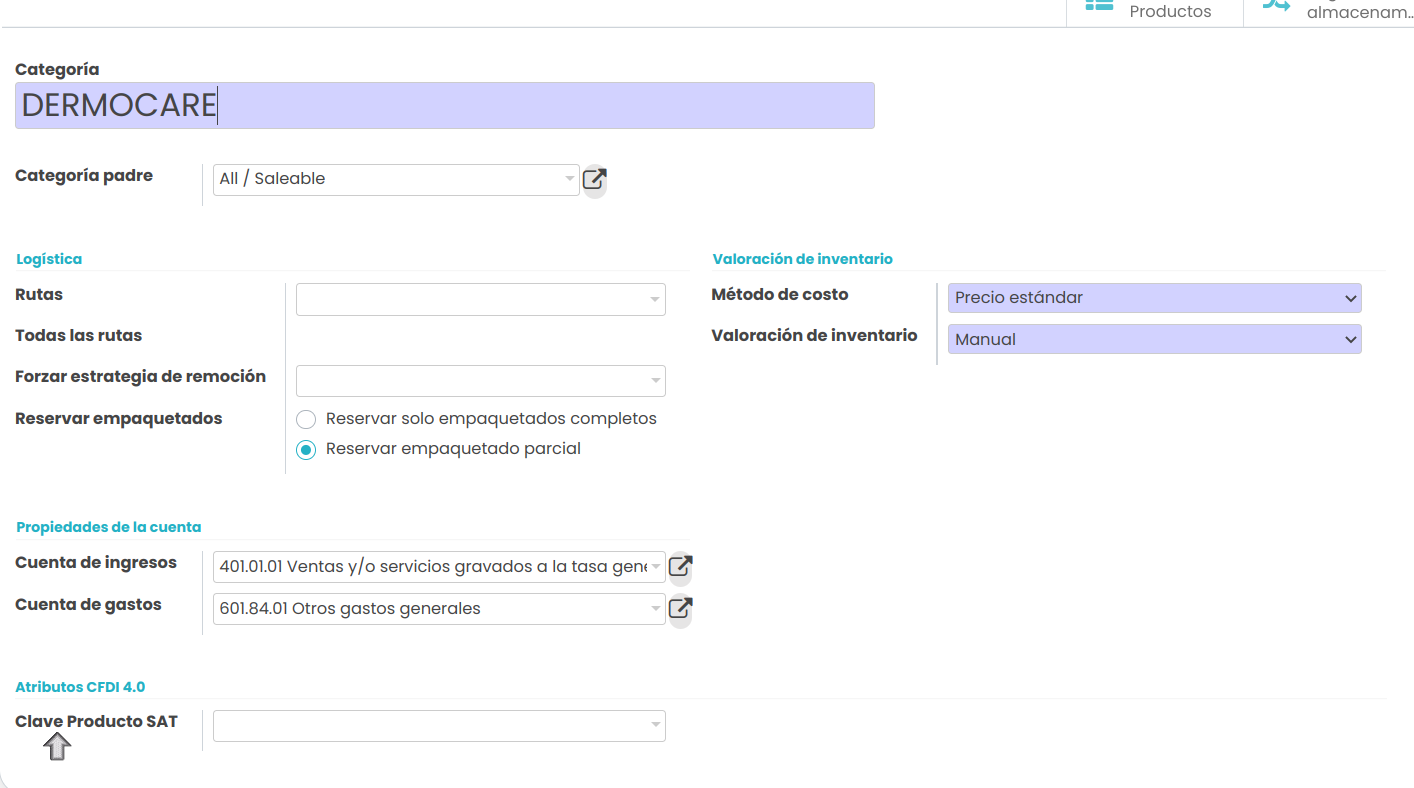 Productos
almacenam...
Categoría
DERMOCARE
Categoría padre
All / Saleable
Logística
Valoración de inventario
Rutas
Método de costo
Precio estándar
Todas las rutas
Valoración de inventario
Manual
Forzar estrategia de remoción
Reservar empaquetados
Reservar solo empaquetados completos
Reservar empaquetado parcial
Propiedades de la cuenta
Cuenta de ingresos
401.01.01 Ventas y/o servicios gravados a la tasa gene
Cuenta de gastos
601.84.01 Otros gastos generales
Atributos CFDI 4.0
Clave Producto SAT